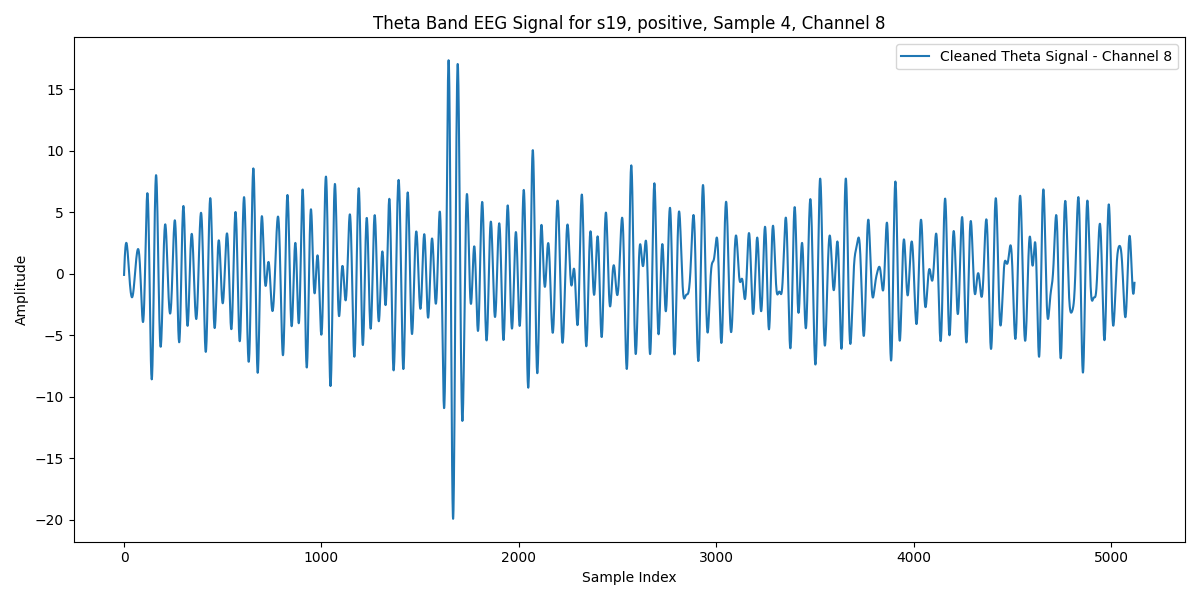 Theta Band EEG Signal for s19, positive, Sample 4, Channel 8
Cleaned Theta Signal - Channel 8
Amplitude
15
10
5
0
−5
−10
−15
−20
0 1000 2000 3000 4000 5000
Sample Index